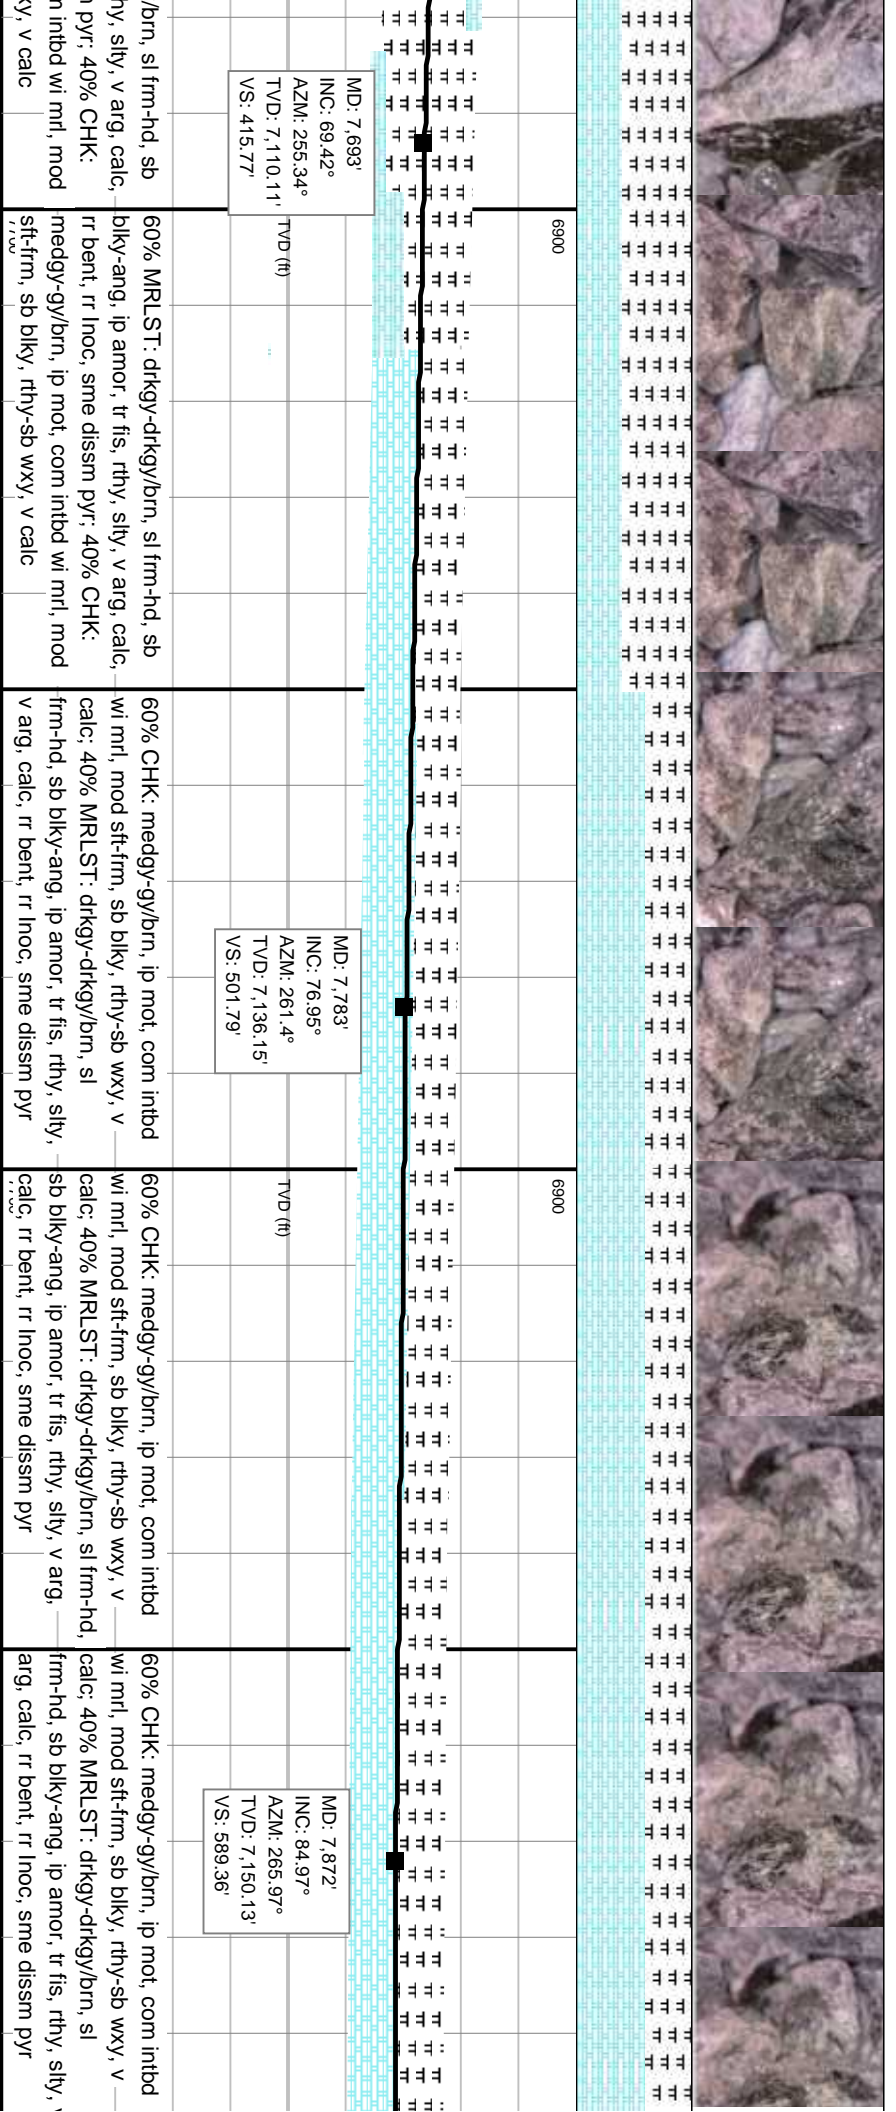 /brn, sl frm-hd, sb
hy, slty, v arg, calc,
pyr; 40% CHK:
intbd wi mrl, mod
v calc
MD: 7,693'
INC: 69.42°
AZM: 255.34°
TVD: 7,110.11'
VS: 415.77'
6900
TVD (ft)
60% MRLST: drkgy-drkgy/brn, sl frm-hd, sb
blky-ang, ip amor, tr fis, rthy, slty, v arg, calc,
rr bent, rr Inoc, sme dissm pyr; 40% CHK:
medgy-gy/brn, ip mot, com intbd wi mrl, mod
sft-frm, sb blky, rthy-sb wxy, v calc
60% CHK: medgy-gy/brn, ip mot, com intbd
wi mrl, mod sft-frm, sb blky, rthy-sb wxy, v
calc; 40% MRLST: drkgy-drkgy/brn, sl
frm-hd, sb blky-ang, ip amor, tr fis, rthy, slty,
v arg, calc, rr bent, rr Inoc, sme dissm pyr
MD: 7,783'
INC: 76.95°
AZM: 261.4°
TVD: 7,136.15'
VS: 501.79'
6900
TVD (ft)
60% CHK: medgy-gy/brn, ip mot, com intbd
wi mrl, mod sft-frm, sb blky, rthy-sb wxy, v
calc; 40% MRLST: drkgy-drkgy/brn, sl frm-hd,
sb blky-ang, ip amor, tr fis, rthy, slty, v arg,
calc, rr bent, rr Inoc, sme dissm pyr
60% CHK: medgy-gy/brn, ip mot, com intbd
wi mrl, mod sft-frm, sb blky, rthy-sb wxy, v
calc; 40% MRLST: drkgy-drkgy/brn, sl
frm-hd, sb blky-ang, ip amor, tr fis, rthy, slty,
arg, calc, rr bent, rr Inoc, sme dissm pyr
MD: 7,872'
INC: 84.97°
AZM: 265.97°
TVD: 7,150.13'
VS: 589.36'